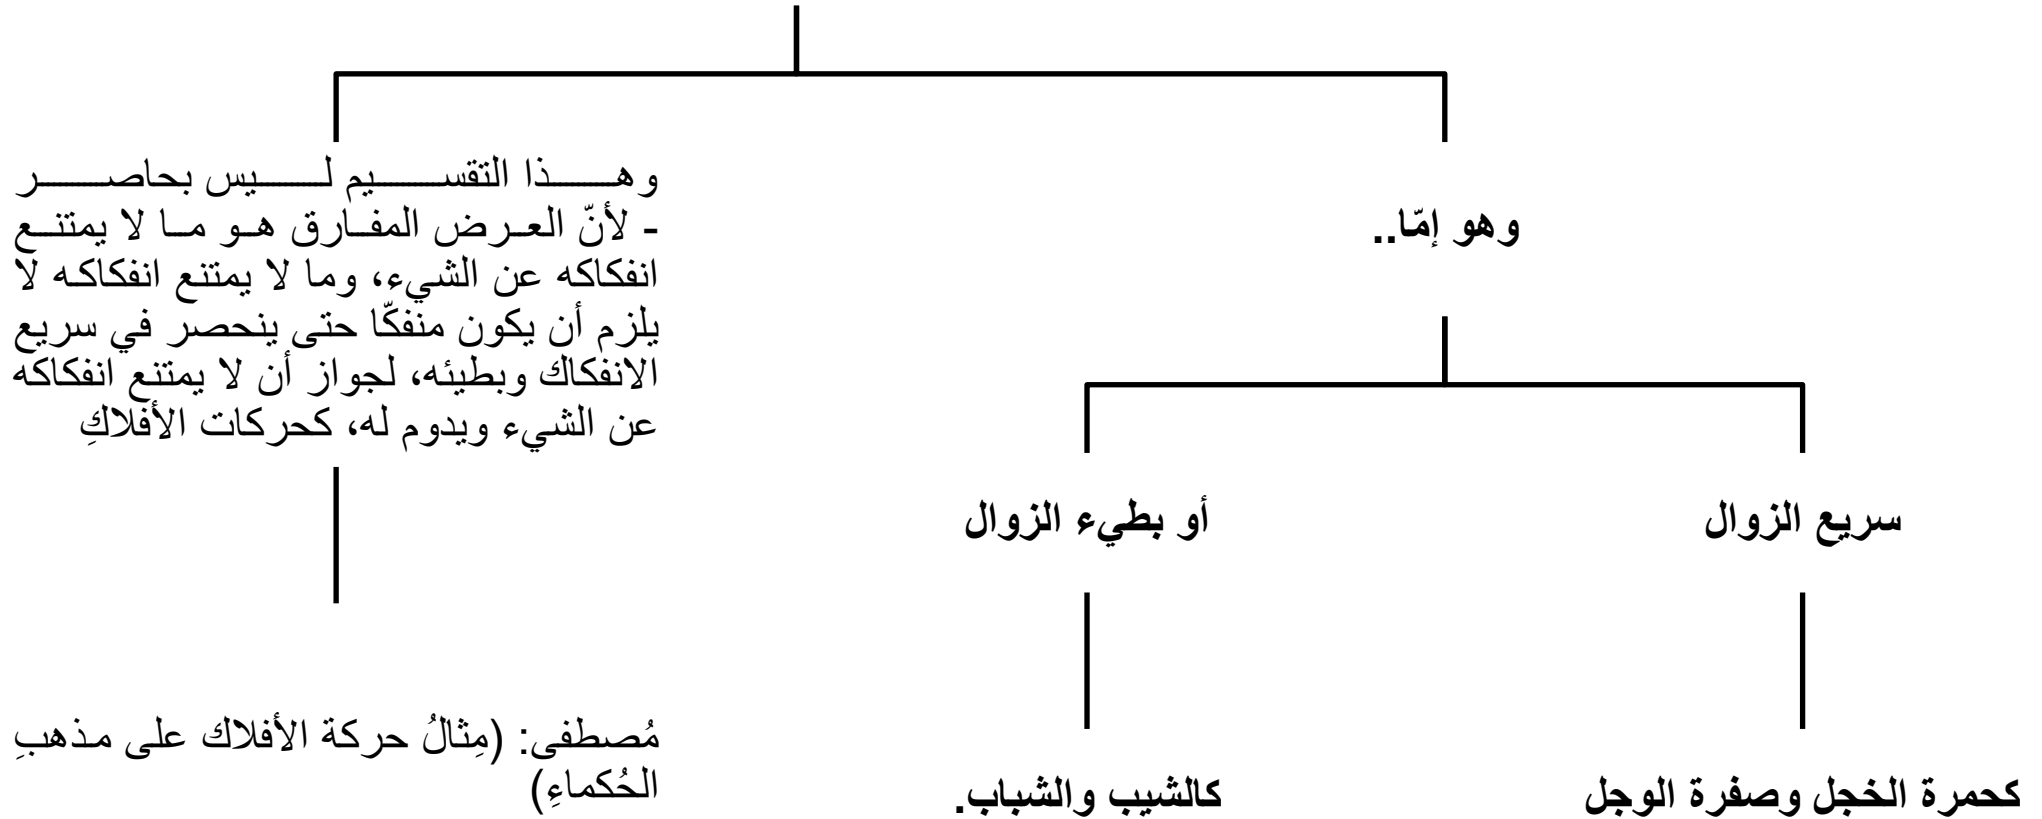 وهو إمّا..
سريع الزوال
كحمرة الخجل وصفرة الوجل
أو بطيء الزوال
كالشيب والشباب.
وهذا التقسيم ليس بحاصر
- لأنّ العرض المفارق هو ما لا يمتنع
انفكاكه عن الشيء، وما لا يمتنع انفكاكه لا
يلزم أن يكون منفكّا حتى ينحصر في سريع
الانفكاك وبطيئه، لجواز أن لا يمتنع انفكاكه
عن الشيء ويدوم له، كحركات الأفلاكِ
مُصطفى: (مِثالُ حركة الأفلاك على مذهبِ
الحُكماءِ)